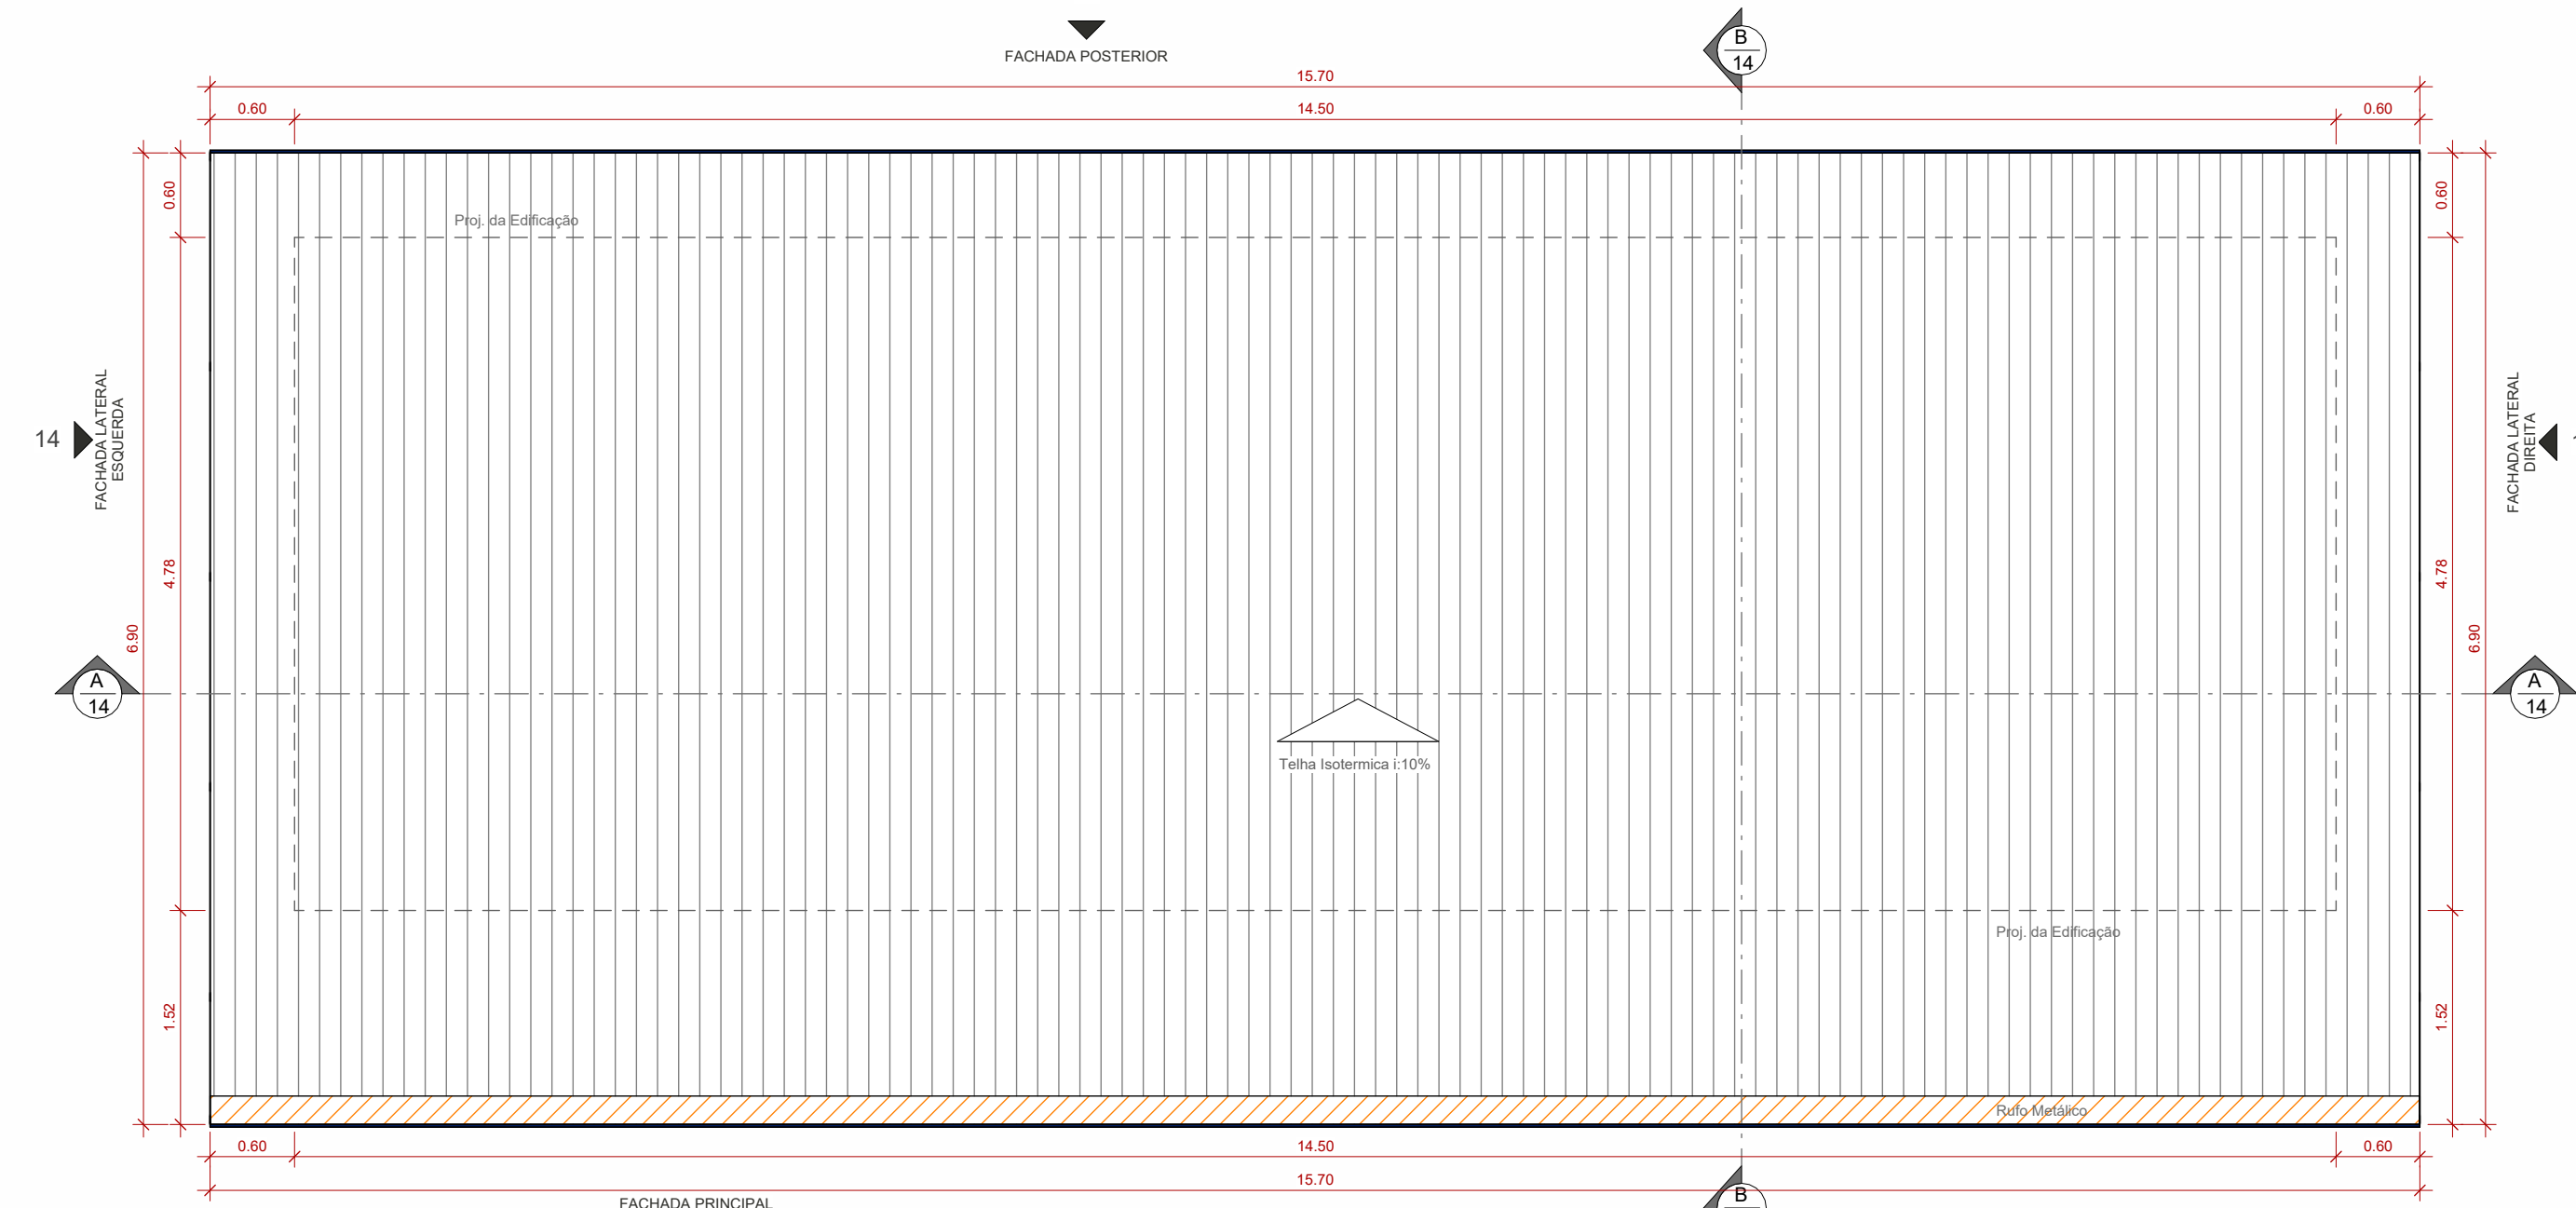 B
14
FACHADA POSTERIOR
15.70
0.60
14.50
0.60
0.60
0.60
Proj. da Edificação
14
FACHADA LATERAL
ESQUERDA
FACHADA LATERAL
DIREITA
4.78
4.78
6.90
6.90
A
14
A
14
Telha Isotermica i:10%
Proj. da Edificação
1.52
1.52
Rufo Metálico
0.60
14.50
0.60
15.70
FACHADA PRINCIPAL
B